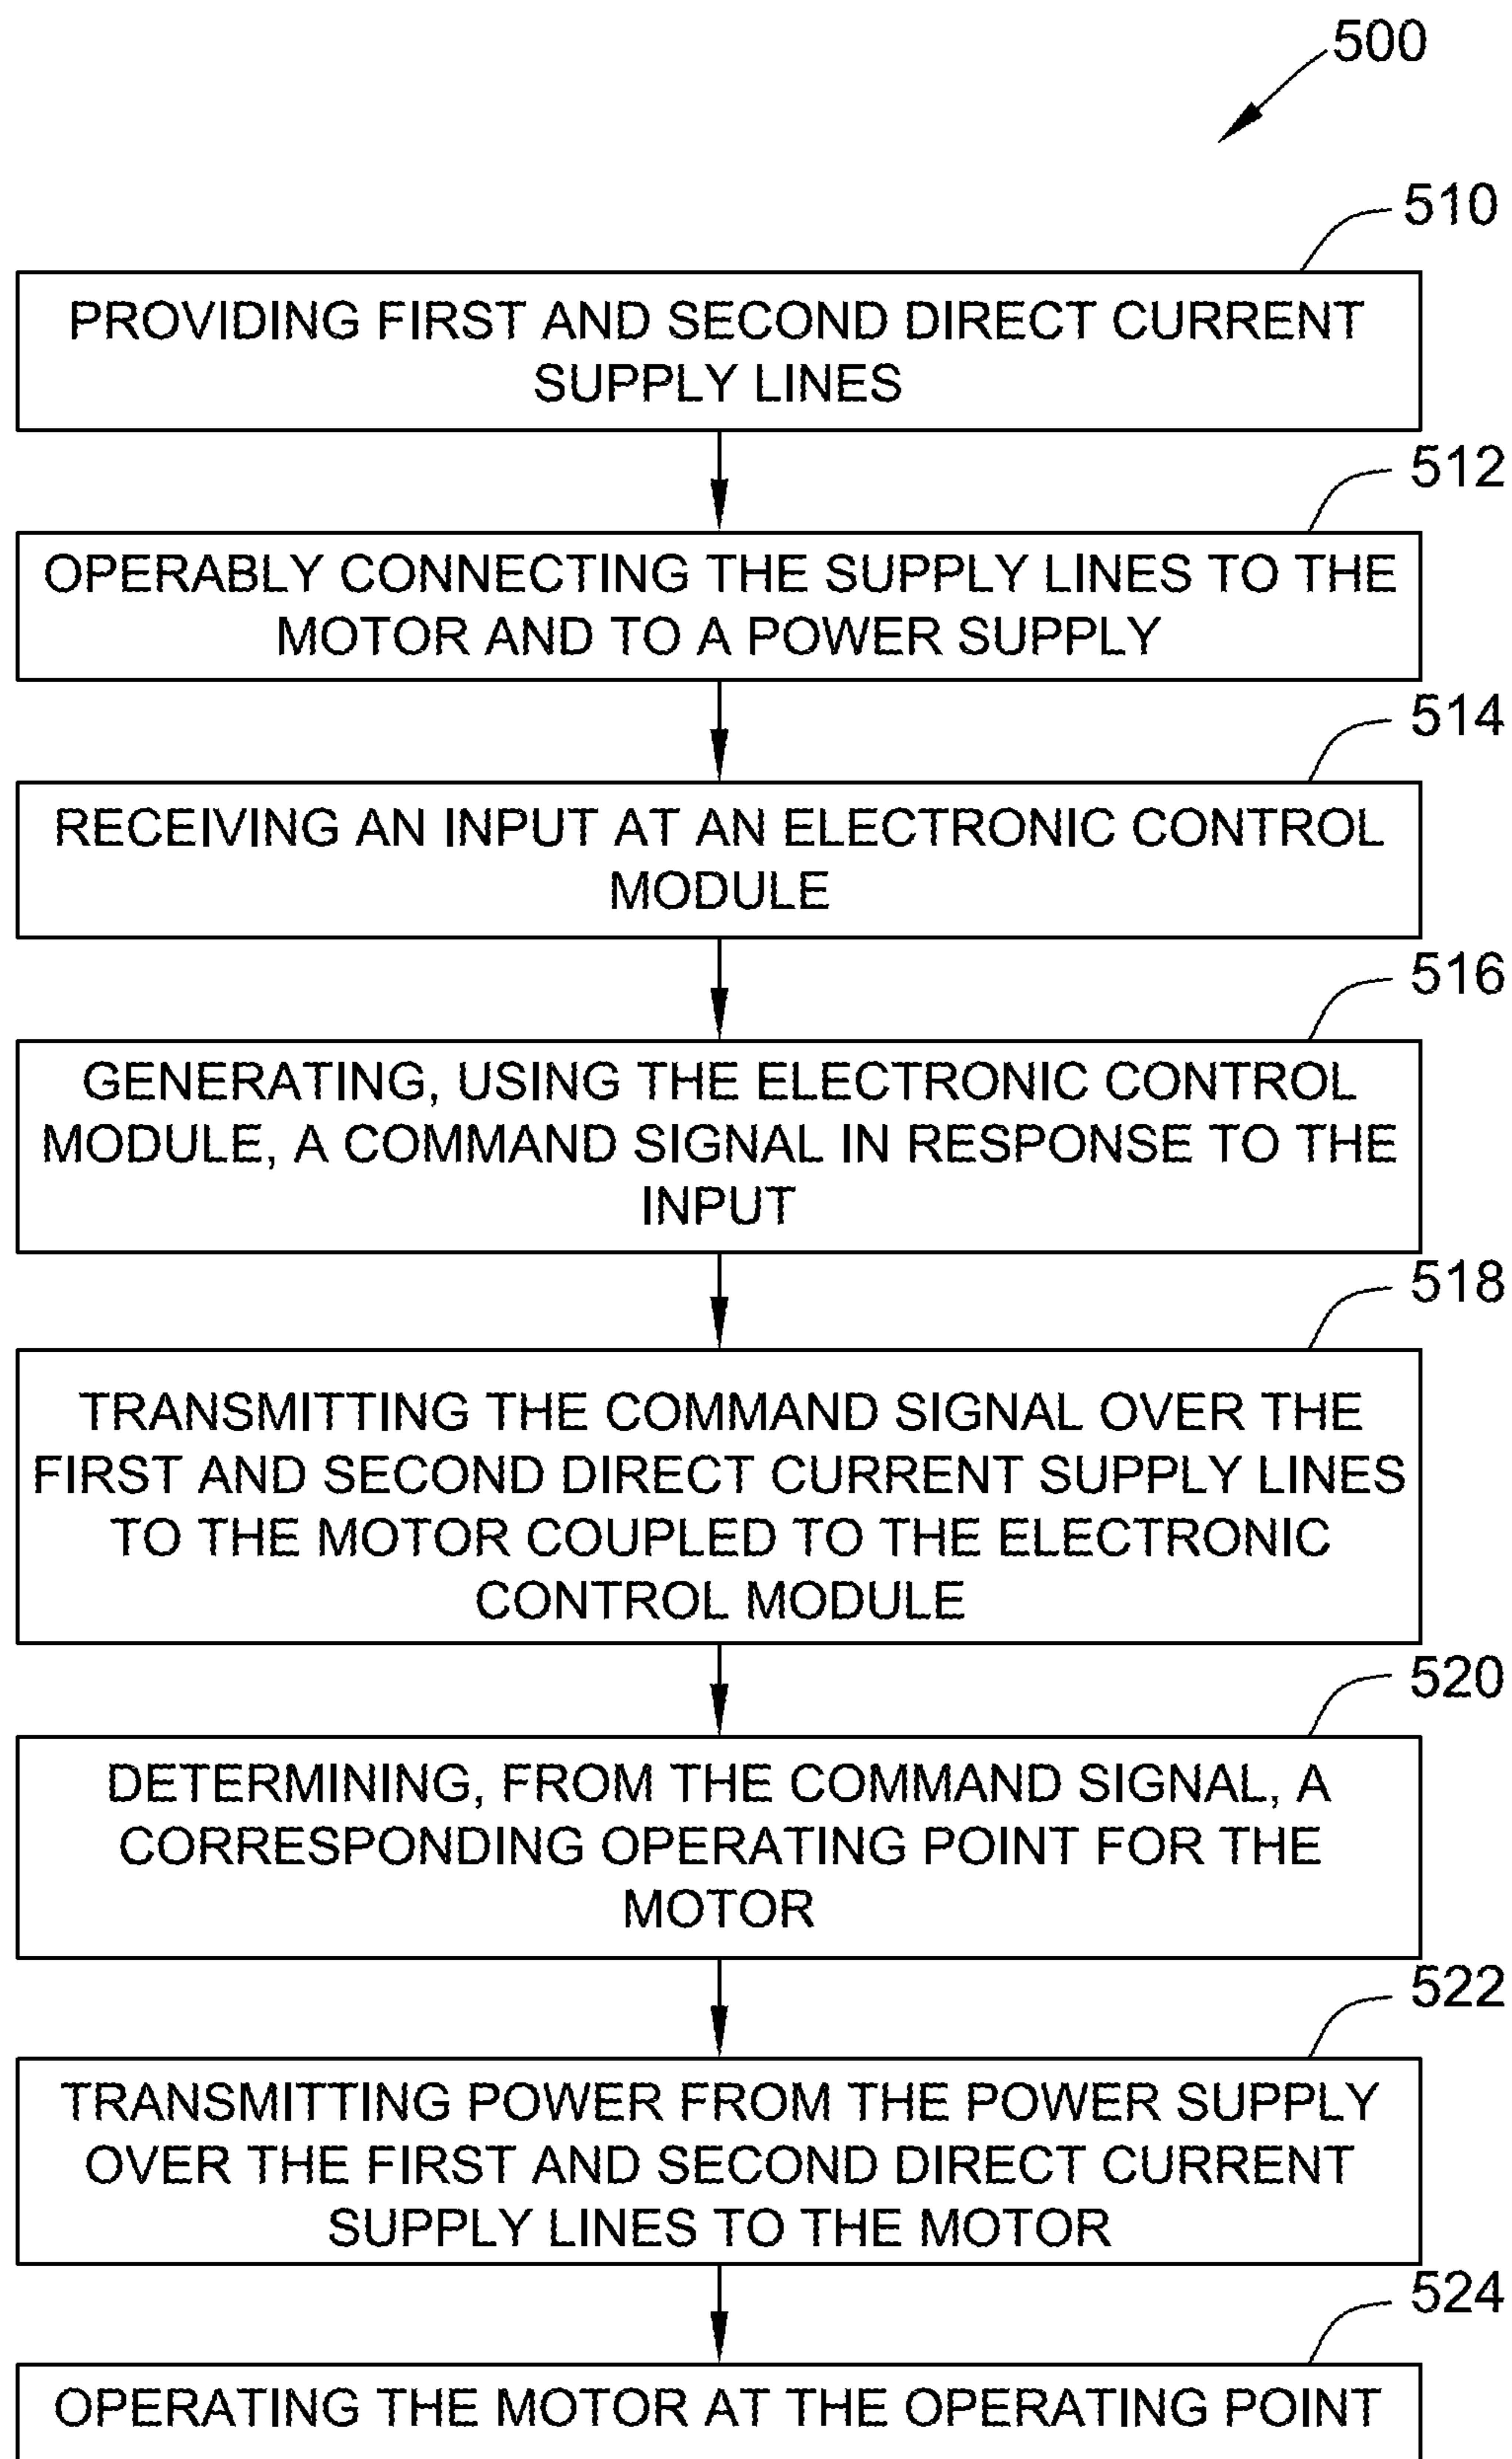 500
510
PROVIDING FIRST AND SECOND DIRECT CURRENT
SUPPLY LINES
512
OPERABLY CONNECTING THE SUPPLY LINES TO THE
MOTOR AND TO A POWER SUPPLY
514
RECEIVING AN INPUT AT AN ELECTRONIC CONTROL
MODULE
516
GENERATING, USING THE ELECTRONIC CONTROL
MODULE, A COMMAND SIGNAL IN RESPONSE TO THE
INPUT
518
TRANSMITTING THE COMMAND SIGNAL OVER THE
FIRST AND SECOND DIRECT CURRENT SUPPLY LINES
TO THE MOTOR COUPLED TO THE ELECTRONIC
CONTROL MODULE
520
DETERMINING, FROM THE COMMAND SIGNAL, A
CORRESPONDING OPERATING POINT FOR THE
MOTOR
522
TRANSMITTING POWER FROM THE POWER SUPPLY
OVER THE FIRST AND SECOND DIRECT CURRENT
SUPPLY LINES TO THE MOTOR
524
OPERATING THE MOTOR AT THE OPERATING POINT